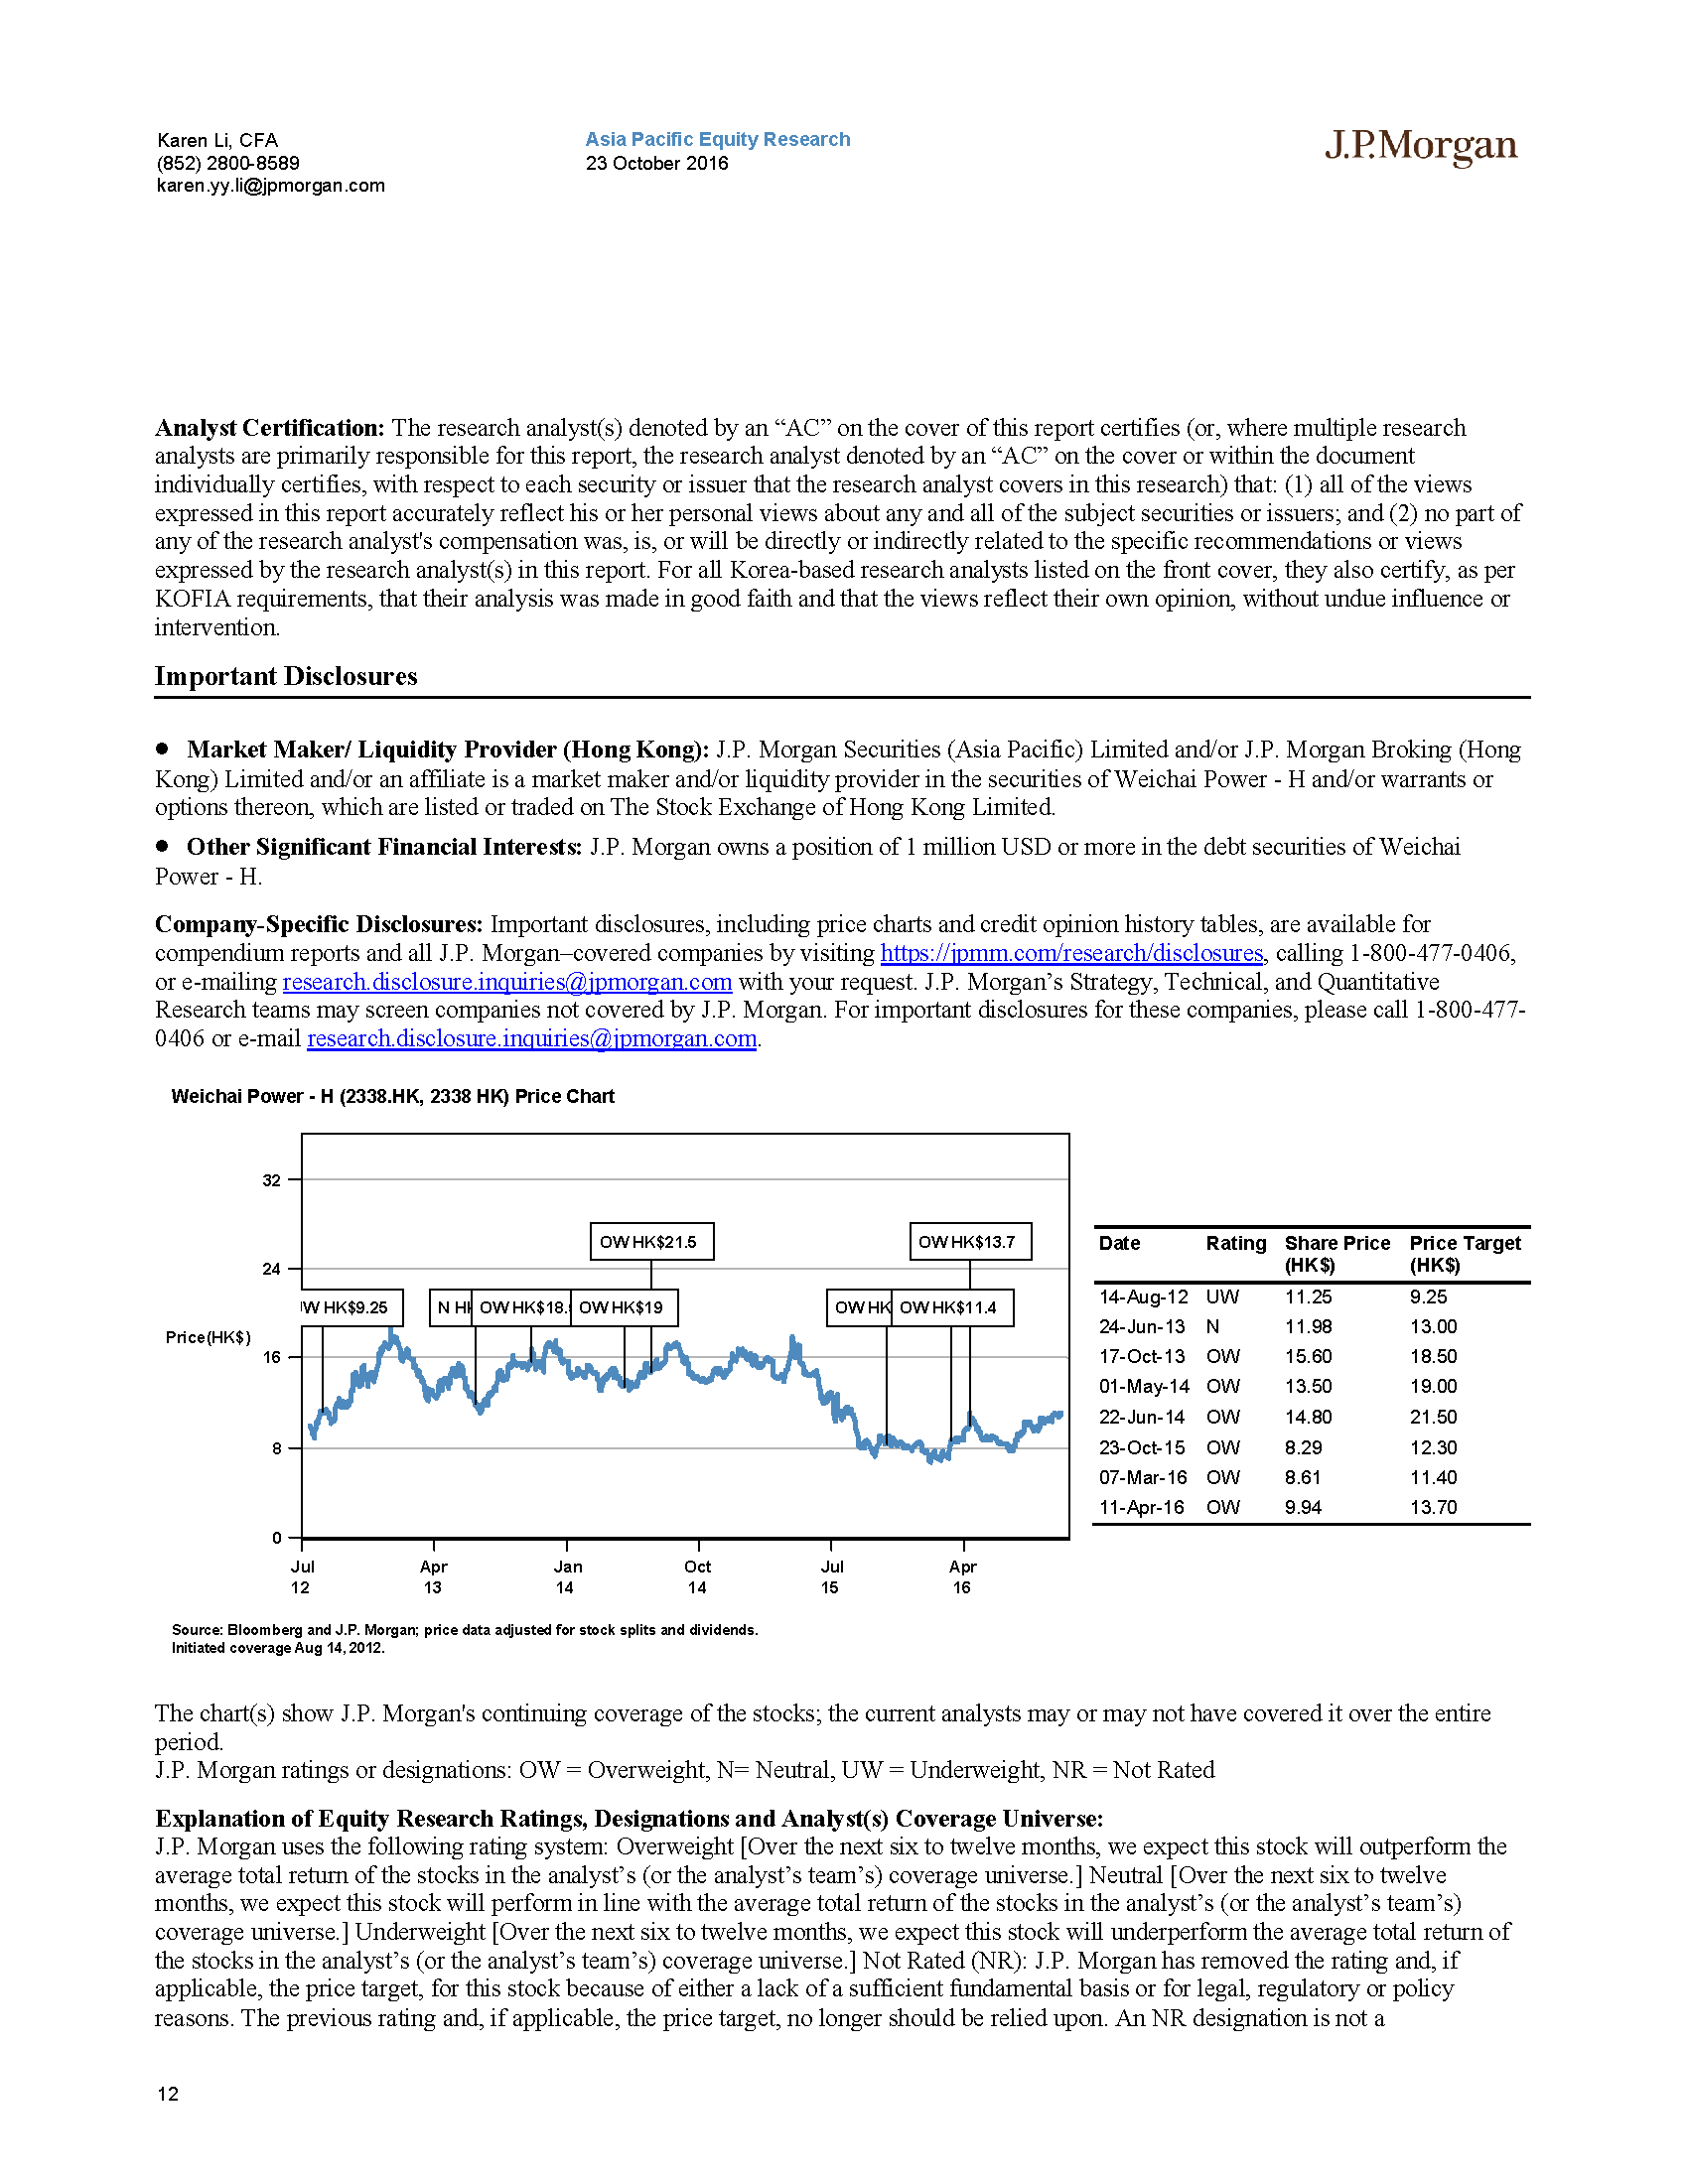 Karen Li, CFA
(852) 2800-8589
karen.yy.li@jpmorgan.com
Asia Pacific Equity Research
23 October 2016
J.P.Morgan
Analyst Certification: The research analyst(s) denoted by an “AC” on the cover of this report certifies (or, where multiple research
analysts are primarily responsible for this report, the research analyst denoted by an “AC” on the cover or within the document
individually certifies, with respect to each security or issuer that the research analyst covers in this research) that: (1) all of the views
expressed in this report accurately reflect his or her personal views about any and all of the subject securities or issuers; and (2) no part of
any of the research analyst's compensation was, is, or will be directly or indirectly related to the specific recommendations or views
expressed by the research analyst(s) in this report. For all Korea-based research analysts listed on the front cover, they also certify, as per
KOFIA requirements, that their analysis was made in good faith and that the views reflect their own opinion, without undue influence or
intervention.
Important Disclosures
● Market Maker/ Liquidity Provider (Hong Kong): J.P. Morgan Securities (Asia Pacific) Limited and/or J.P. Morgan Broking (Hong
Kong) Limited and/or an affiliate is a market maker and/or liquidity provider in the securities of Weichai Power - H and/or warrants or
options thereon, which are listed or traded on The Stock Exchange of Hong Kong Limited.
● Other Significant Financial Interests: J.P. Morgan owns a position of 1 million USD or more in the debt securities of Weichai
Power - H.
Company-Specific Disclosures: Important disclosures, including price charts and credit opinion history tables, are available for
compendium reports and all J.P. Morgan–covered companies by visiting https://jpmm.com/research/disclosures, calling 1-800-477-0406,
or e-mailing research.disclosure.inquiries@jpmorgan.com with your request. J.P. Morgan’s Strategy, Technical, and Quantitative
Research teams may screen companies not covered by J.P. Morgan. For important disclosures for these companies, please call 1-800-477-
0406 or e-mail research.disclosure.inquiries@jpmorgan.com.
Weichai Power - H (2338.HK, 2338 HK) Price Chart
32
24
16
8
0
Price(HK$)
OW HK$21.5
OW HK$13.7
W HK$9.25
N H
OW HK$18.
OW HK$19
OW HK
OW HK$11.4
Jul Apr Jan Oct Jul Apr
12 13 14 14 15 16
Date Rating Share Price Price Target
(HK$) (HK$)
14-Aug-12 UW 11.25 9.25
24-Jun-13 N 11.98 13.00
17-Oct-13 OW 15.60 18.50
01-May-14 OW 13.50 19.00
22-Jun-14 OW 14.80 21.50
23-Oct-15 OW 8.29 12.30
07-Mar-16 OW 8.61 11.40
11-Apr-16 OW 9.94 13.70
Source: Bloomberg and J.P. Morgan; price data adjusted for stock splits and dividends.
Initiated coverage Aug 14, 2012.
The chart(s) show J.P. Morgan's continuing coverage of the stocks; the current analysts may or may not have covered it over the entire
period.
J.P. Morgan ratings or designations: OW = Overweight, N= Neutral, UW = Underweight, NR = Not Rated
Explanation of Equity Research Ratings, Designations and Analyst(s) Coverage Universe:
J.P. Morgan uses the following rating system: Overweight [Over the next six to twelve months, we expect this stock will outperform the
average total return of the stocks in the analyst’s (or the analyst’s team’s) coverage universe.] Neutral [Over the next six to twelve
months, we expect this stock will perform in line with the average total return of the stocks in the analyst’s (or the analyst’s team’s)
coverage universe.] Underweight [Over the next six to twelve months, we expect this stock will underperform the average total return of
the stocks in the analyst’s (or the analyst’s team’s) coverage universe.] Not Rated (NR): J.P. Morgan has removed the rating and, if
applicable, the price target, for this stock because of either a lack of a sufficient fundamental basis or for legal, regulatory or policy
reasons. The previous rating and, if applicable, the price target, no longer should be relied upon. An NR designation is not a
12